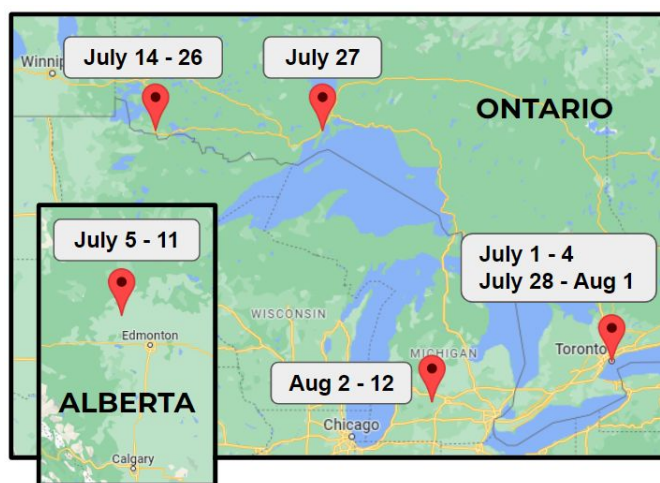 July 14 - 26
July 27
Winnip
ONTARIO
July 5 - 11
July 1 - 4
July 28 - Aug 1
WISCONSIN
Edmonton
MICHIGAN
Toronto
Aug 2 - 12
ALBERTA
Chicago
Calgary